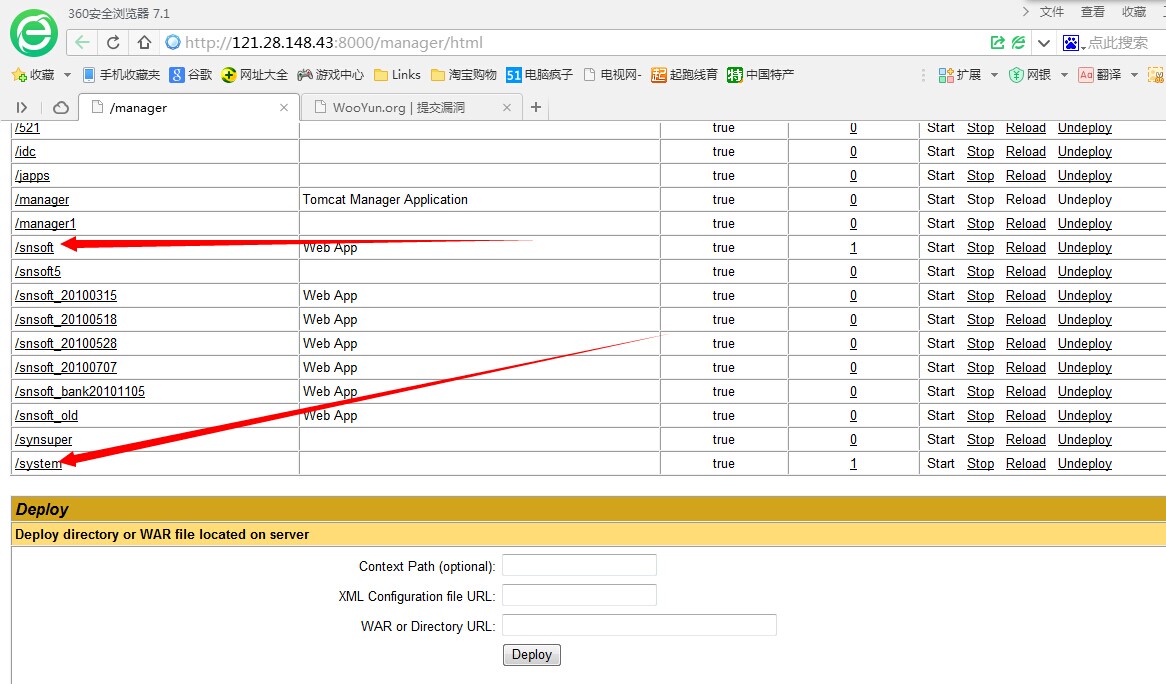 360安全浏览器 7.1
文件 查看 收藏
http://121.28.148.43:8000/manager/html 点此搜索
收藏 手机收藏夹 谷歌 网址大全 游戏中心 Links 淘宝购物 51 电脑疯子 电视网- 起 起跑线育 特 中国特产 扩展 网银 Aa 翻译
/manager WooYun.org | 提交漏洞
/521 true 0 Start Stop Reload Undeploy
/idc true 0 Start Stop Reload Undeploy
/japps true 0 Start Stop Reload Undeploy
/manager Tomcat Manager Application true 0 Start Stop Reload Undeploy
/manager1 true 0 Start Stop Reload Undeploy
/snsoft Web App true 1 Start Stop Reload Undeploy
/snsoft5 true 0 Start Stop Reload Undeploy
/snsoft_20100315 Web App true 0 Start Stop Reload Undeploy
/snsoft_20100518 Web App true 0 Start Stop Reload Undeploy
/snsoft_20100528 Web App true 0 Start Stop Reload Undeploy
/snsoft_20100707 Web App true 0 Start Stop Reload Undeploy
/snsoft_bank20101105 Web App true 0 Start Stop Reload Undeploy
/snsoft_old Web App true 0 Start Stop Reload Undeploy
/synsuper true 0 Start Stop Reload Undeploy
/system true 1 Start Stop Reload Undeploy
Deploy
Deploy directory or WAR file located on server
Context Path (optional):
XML Configuration file URL:
WAR or Directory URL:
Deploy